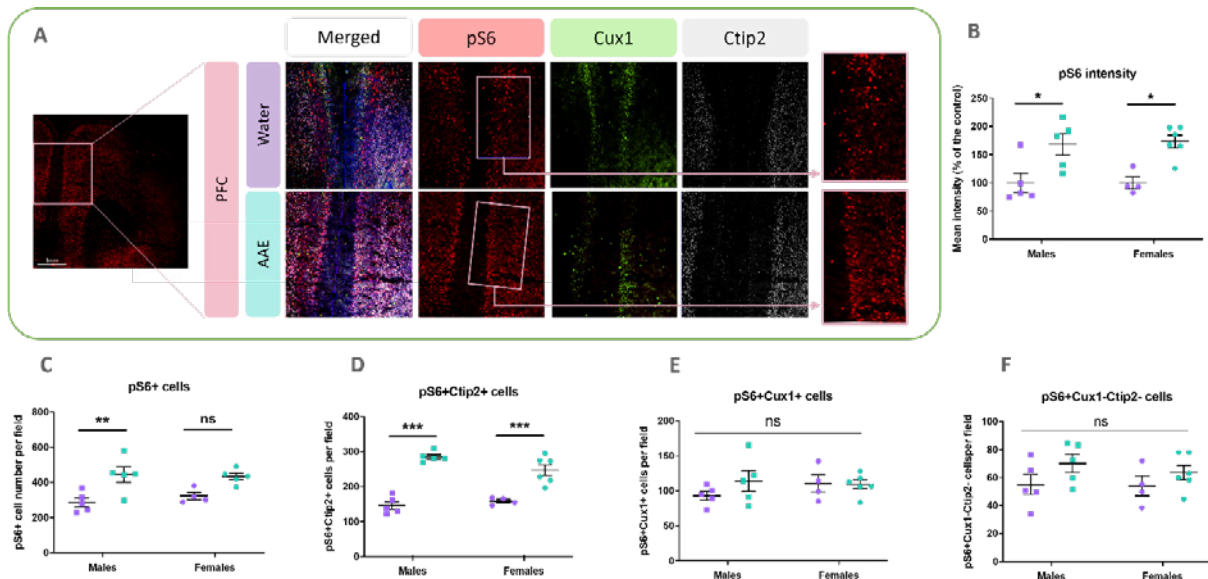 A
Merged
pS6
Cux1
Ctip2
PFC
Water
AAE
B
pS6 intensity
Mean intensity (% of the control)
250
200
150
100
50
0
*
*
Males
Females
C
pS6+ cells
pS6+ cell number per field
800
600
400
200
0
**
ns
Males
Females
D
pS6+Ctip2+ cells
pS6+Ctip2+ cells per field
400
300
200
100
0
***
***
Males
Females
E
pS6+Cux1+ cells
pS6+Cux1+ cells per field
200
150
100
50
0
ns
Males
Females
F
pS6+Cux1-Ctip2- cells
pS6+Cux1-Ctip2- cellsper field
100
80
60
40
20
0
ns
Males
Females